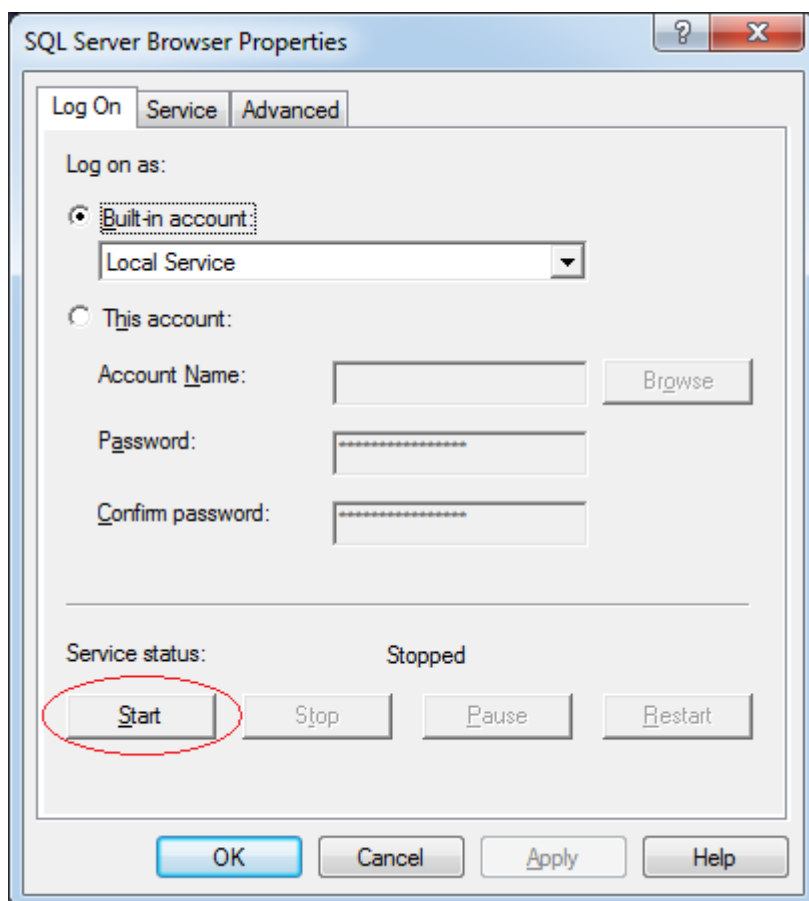 SQL Server Browser Properties
Log On Service Advanced
Log on as:
Built-in account:
Local Service
This account:
Account Name:
Browse
Password:
***************
Confirm password:
***************
Service status: Stopped
Start Stop Pause Restart
OK Cancel Apply Help